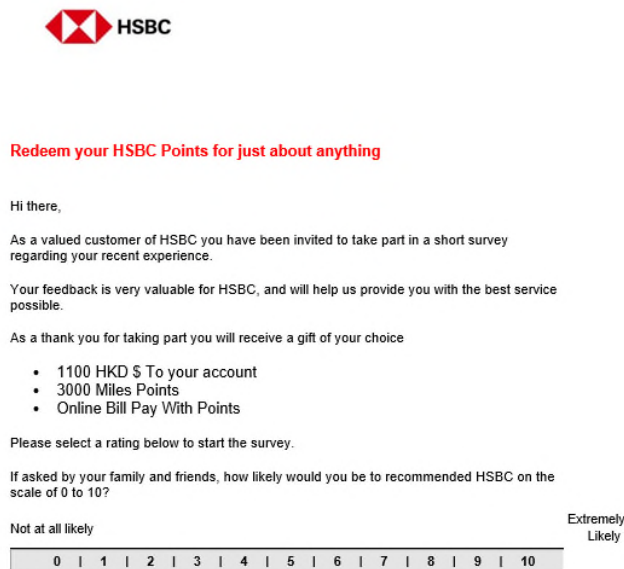 HSBC
Redeem your HSBC Points for just about anything
Hi there,
As a valued customer of HSBC you have been invited to take part in a short survey
regarding your recent experience.
Your feedback is very valuable for HSBC, and will help us provide you with the best service
possible.
As a thank you for taking part you will receive a gift of your choice
• 1100 HKD $ To your account
• 3000 Miles Points
• Online Bill Pay With Points
Please select a rating below to start the survey.
If asked by your family and friends, how likely would you be to recommended HSBC on the
scale of 0 to 10?
Not at all likely
Extremely
Likely
0 | 1 | 2 | 3 | 4 | 5 | 6 | 7 | 8 | 9 | 10